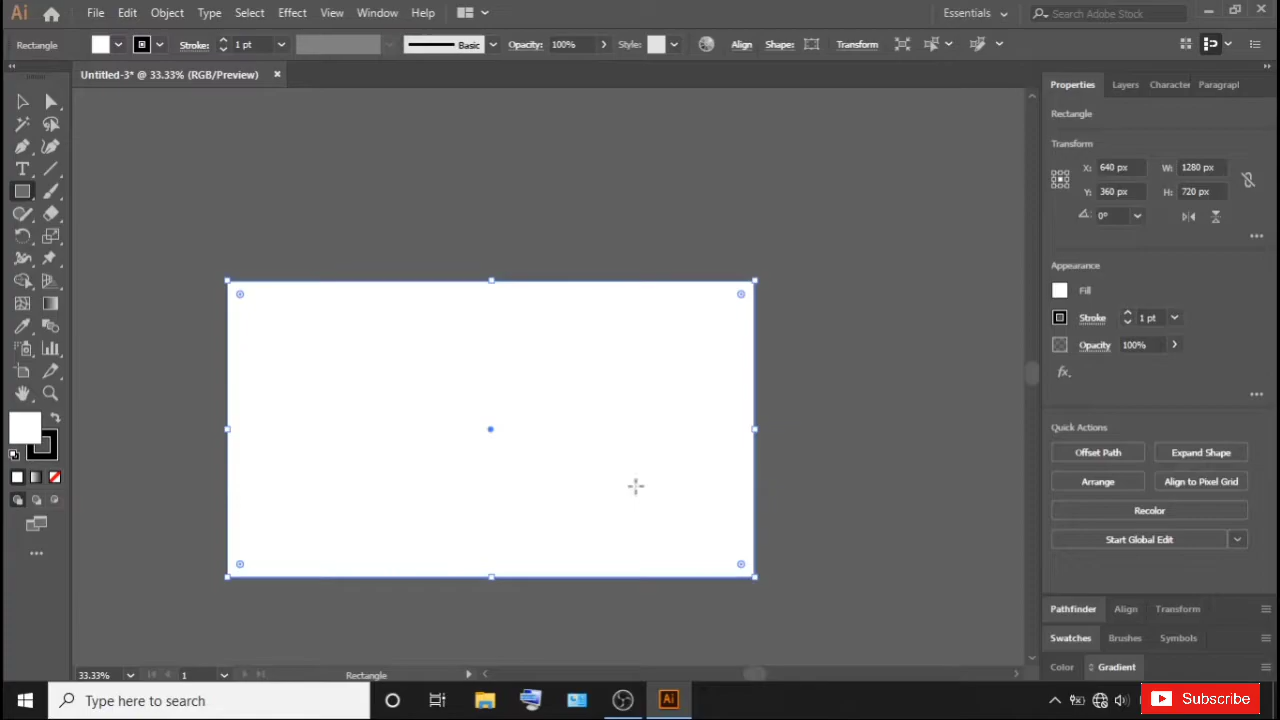 Ai File Edit Object Type Select Effect View Window Help Essentials Search Adobe Stock
Rectangle Stroke: 1 pt Basic Opacity: 100% Style: Align Shape: Transform
Untitled-3* @ 33.33% (RGB/Preview) Properties Layers Character Paragrapl
Rectangle
Transform
X: 640 px W: 1280 px
Y: 360 px H: 720 px
0°
Appearance
Fill
Stroke 1 pt
Opacity 100%
fx.
Quick Actions
Offset Path Expand Shape
Arrange Align to Pixel Grid
Recolor
Start Global Edit
Pathfinder Align Transform
Swatches Brushes Symbols
Color Gradient
33.33% 1 Rectangle
Type here to search Ai Subscribe